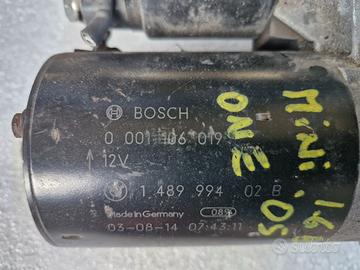 BOSCH
0 001 106 019
12V
1 489 994 02 B
Made in Germany
03-08-14 07:43:11
MINI
ONE
subito